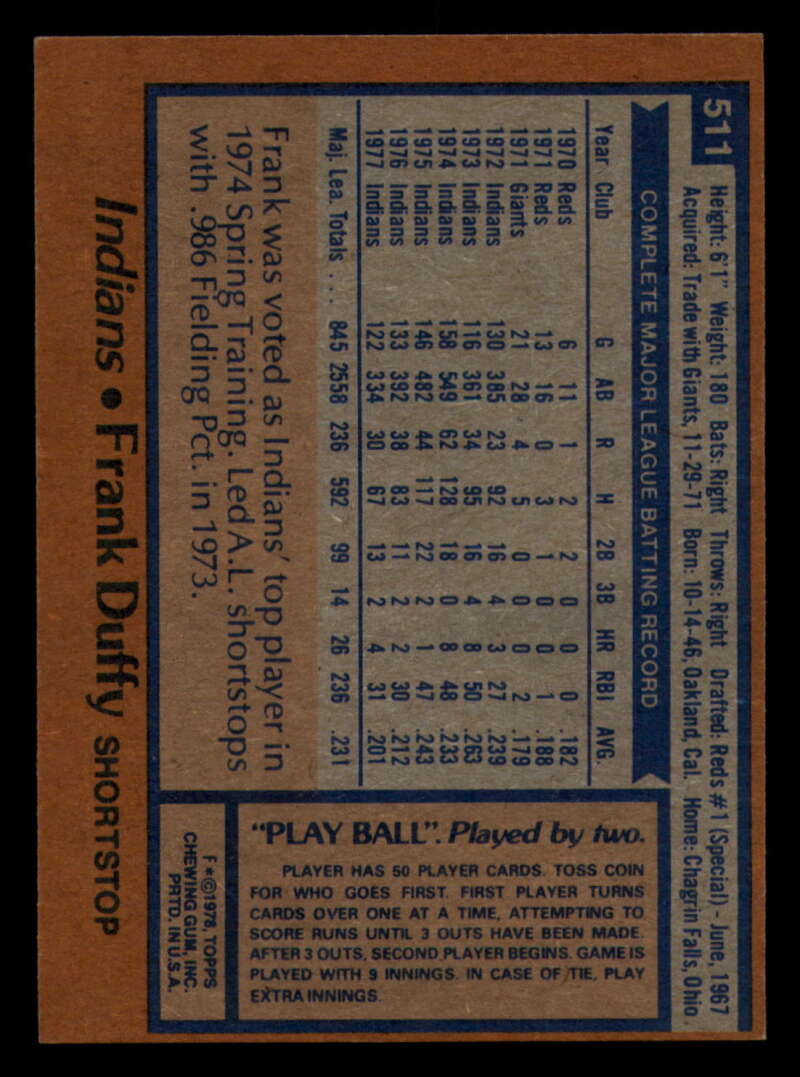 511
Height: 6'1" Weight: 180 Bats: Right Throws: Right Drafted: Reds #1 (Special) - June, 1967
Acquired: Trade with Giants, 11-29-71 Born: 10-14-46, Oakland, Cal. Home: Chagrin Falls, Ohio
COMPLETE MAJOR LEAGUE BATTING RECORD
Year Club G AB R H 2B 3B HR RBI AVG.
1970 Reds 6 11 1 2 2 0 0 0 .182
1971 Reds 13 16 0 3 1 0 0 1 .188
1971 Giants 21 28 4 5 0 0 0 2 .179
1972 Indians 130 385 23 92 16 4 3 27 .239
1973 Indians 116 361 34 95 16 4 8 50 .263
1974 Indians 158 549 62 128 18 0 8 48 .233
1975 Indians 146 482 44 117 22 2 1 47 .243
1976 Indians 133 392 38 83 11 2 2 30 .212
1977 Indians 122 334 30 67 13 2 4 31 .201
Maj. Lea. Totals . . . 845 2558 236 592 99 14 26 236 .231
Frank was voted as Indians' top player in
1974 Spring Training. Led A.L. shortstops
with .986 Fielding Pct. in 1973.
Indians • Frank Duffy SHORTSTOP
"PLAY BALL". Played by two.
PLAYER HAS 50 PLAYER CARDS. TOSS COIN
FOR WHO GOES FIRST. FIRST PLAYER TURNS
CARDS OVER ONE AT A TIME, ATTEMPTING TO
SCORE RUNS UNTIL 3 OUTS HAVE BEEN MADE.
AFTER 3 OUTS, SECOND PLAYER BEGINS. GAME IS
PLAYED WITH 9 INNINGS. IN CASE OF TIE, PLAY
EXTRA INNINGS.
F*©1978, TOPPS
CHEWING GUM, INC.
PRTD. IN U.S.A.